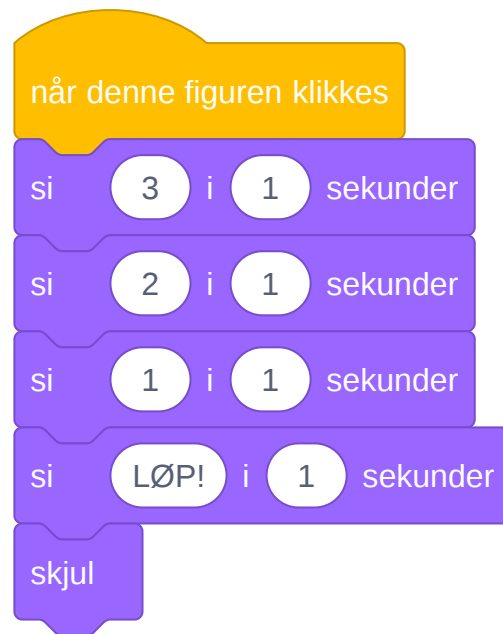 når denne figuren klikkes
si 3 i 1 sekunder
si 2 i 1 sekunder
si 1 i 1 sekunder
si LØP! i 1 sekunder
skjul